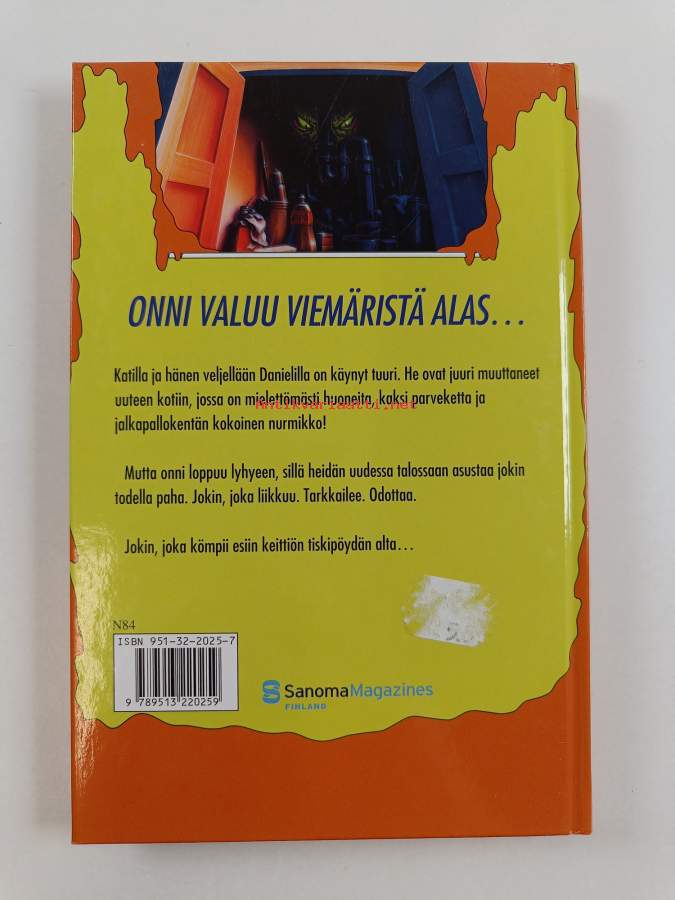 ONNI VALUU VIEMÄRISTÄ ALAS...
Katilla ja hänen veljellään Danielilla on käynyt tuuri. He ovat juuri muuttaneet
uuteen kotiin, jossa on mielettömästi huoneita, kaksi parveketta ja
Antikvariaatti.net
jalkapallokentän kokoinen nurmikko!
Mutta onni loppuu lyhyeen, sillä heidän uudessa talossaan asustaa jokin
todella paha. Jokin, joka liikkuu. Tarkkailee. Odottaa.
Jokin, joka kömpii esiin keittiön tiskipöydän alta...
N84
ISBN 951-32-2025-7
9 789513 220259
SanomaMagazines
FINLAND